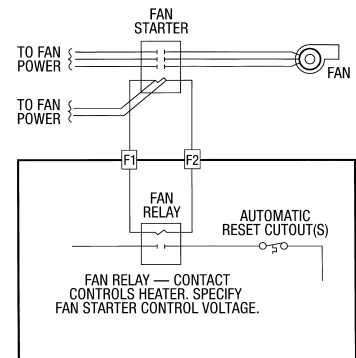 FAN
STARTER
TO FAN
POWER
FAN
TO FAN
POWER
F1
F2
FAN
RELAY
AUTOMATIC
RESET CUTOUT(S)
FAN RELAY — CONTACT
CONTROLS HEATER. SPECIFY
FAN STARTER CONTROL VOLTAGE.